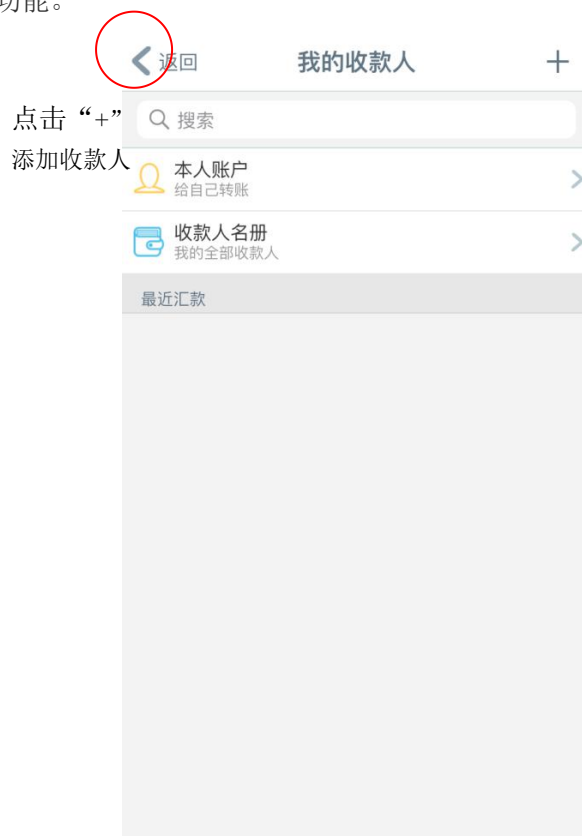 功能。
返回 我的收款人 +
点击“+”
添加收款人
搜索
本人账户
给自己转账
收款人名册
我的全部收款人
最近汇款